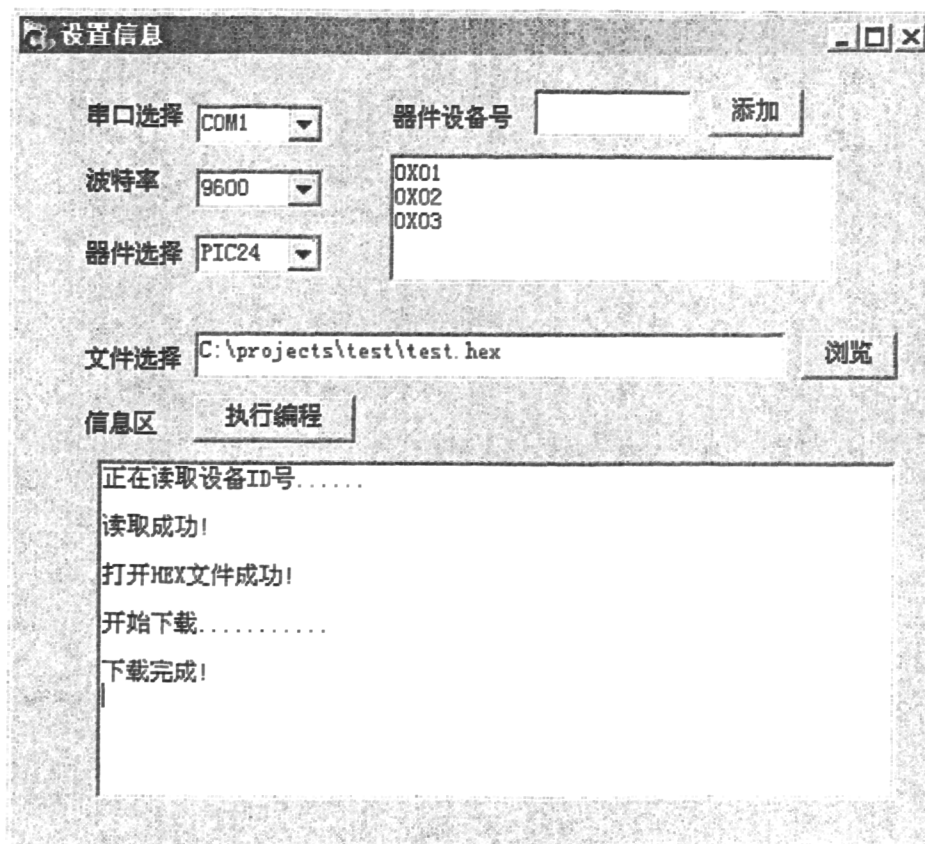 设置信息
串口选择 COM1 器件设备号 添加
波特率 9600
0X01
0X02
0X03
器件选择 PIC24
文件选择 C:\projects\test\test.hex 浏览
信息区 执行编程
正在读取设备ID号......
读取成功!
打开HEX文件成功!
开始下载...........
下载完成!